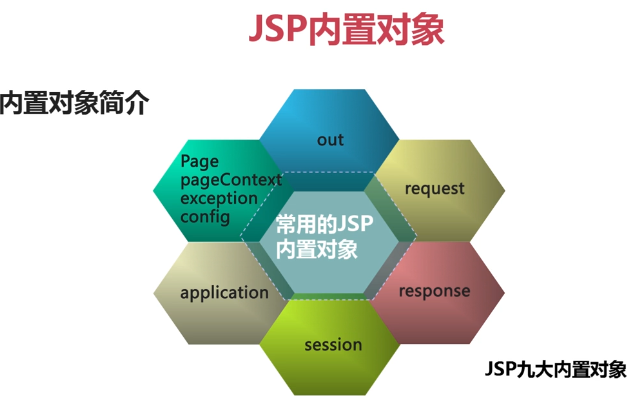 JSP内置对象
内置对象简介
out
Page
pageContext
exception
config
request
常用的JSP
内置对象
application
response
session
JSP九大内置对象